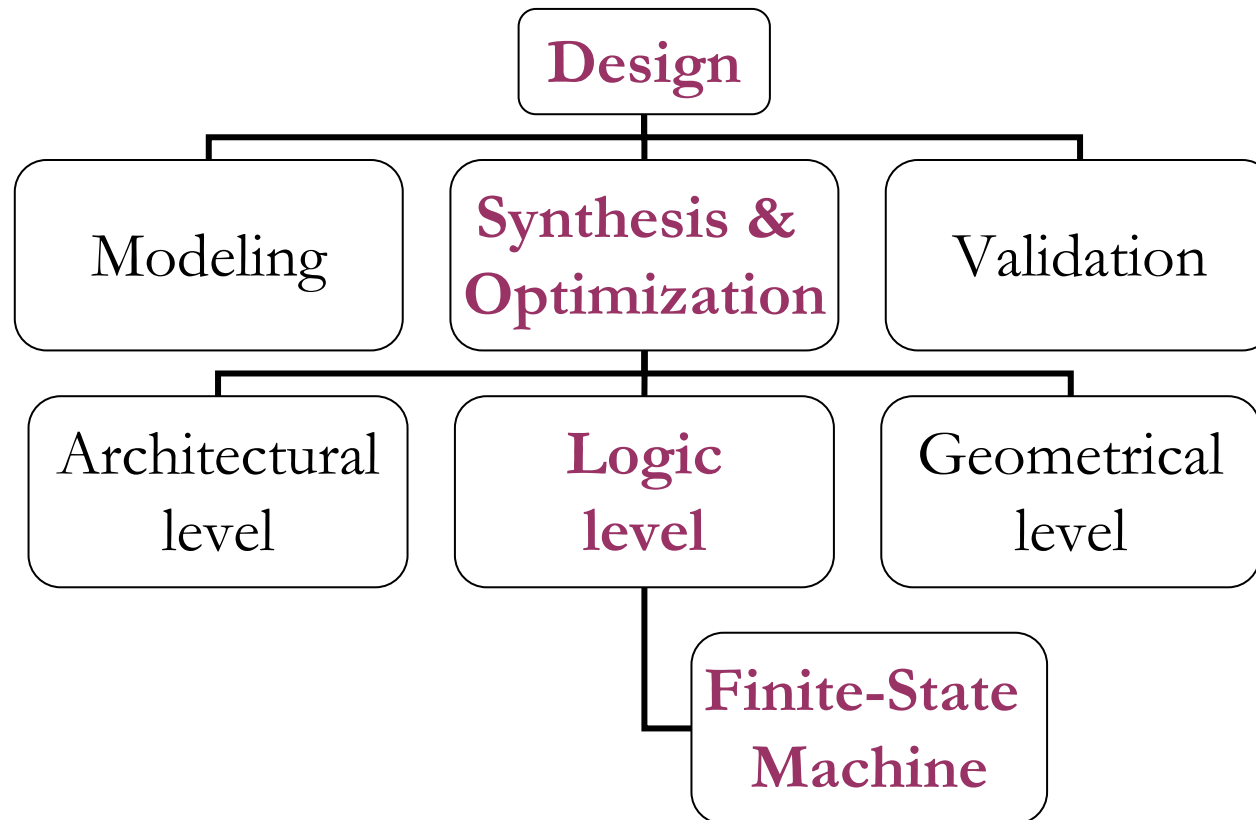 Design
Modeling
Synthesis &
Optimization
Validation
Architectural
level
Logic
level
Geometrical
level
Finite-State
Machine